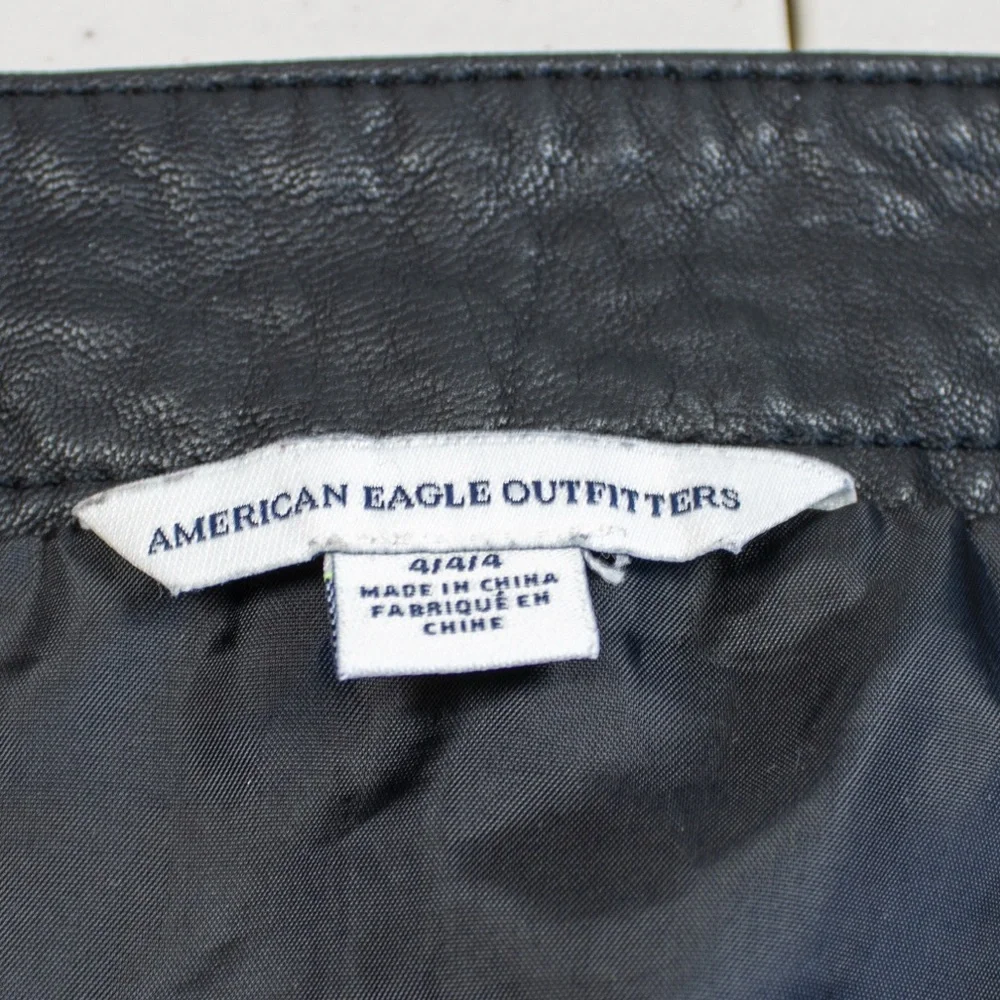 AMERICAN EAGLE OUTFITTERS
4/4/4
MADE IN CHINA
FABRIQUÉ EN
CHINE